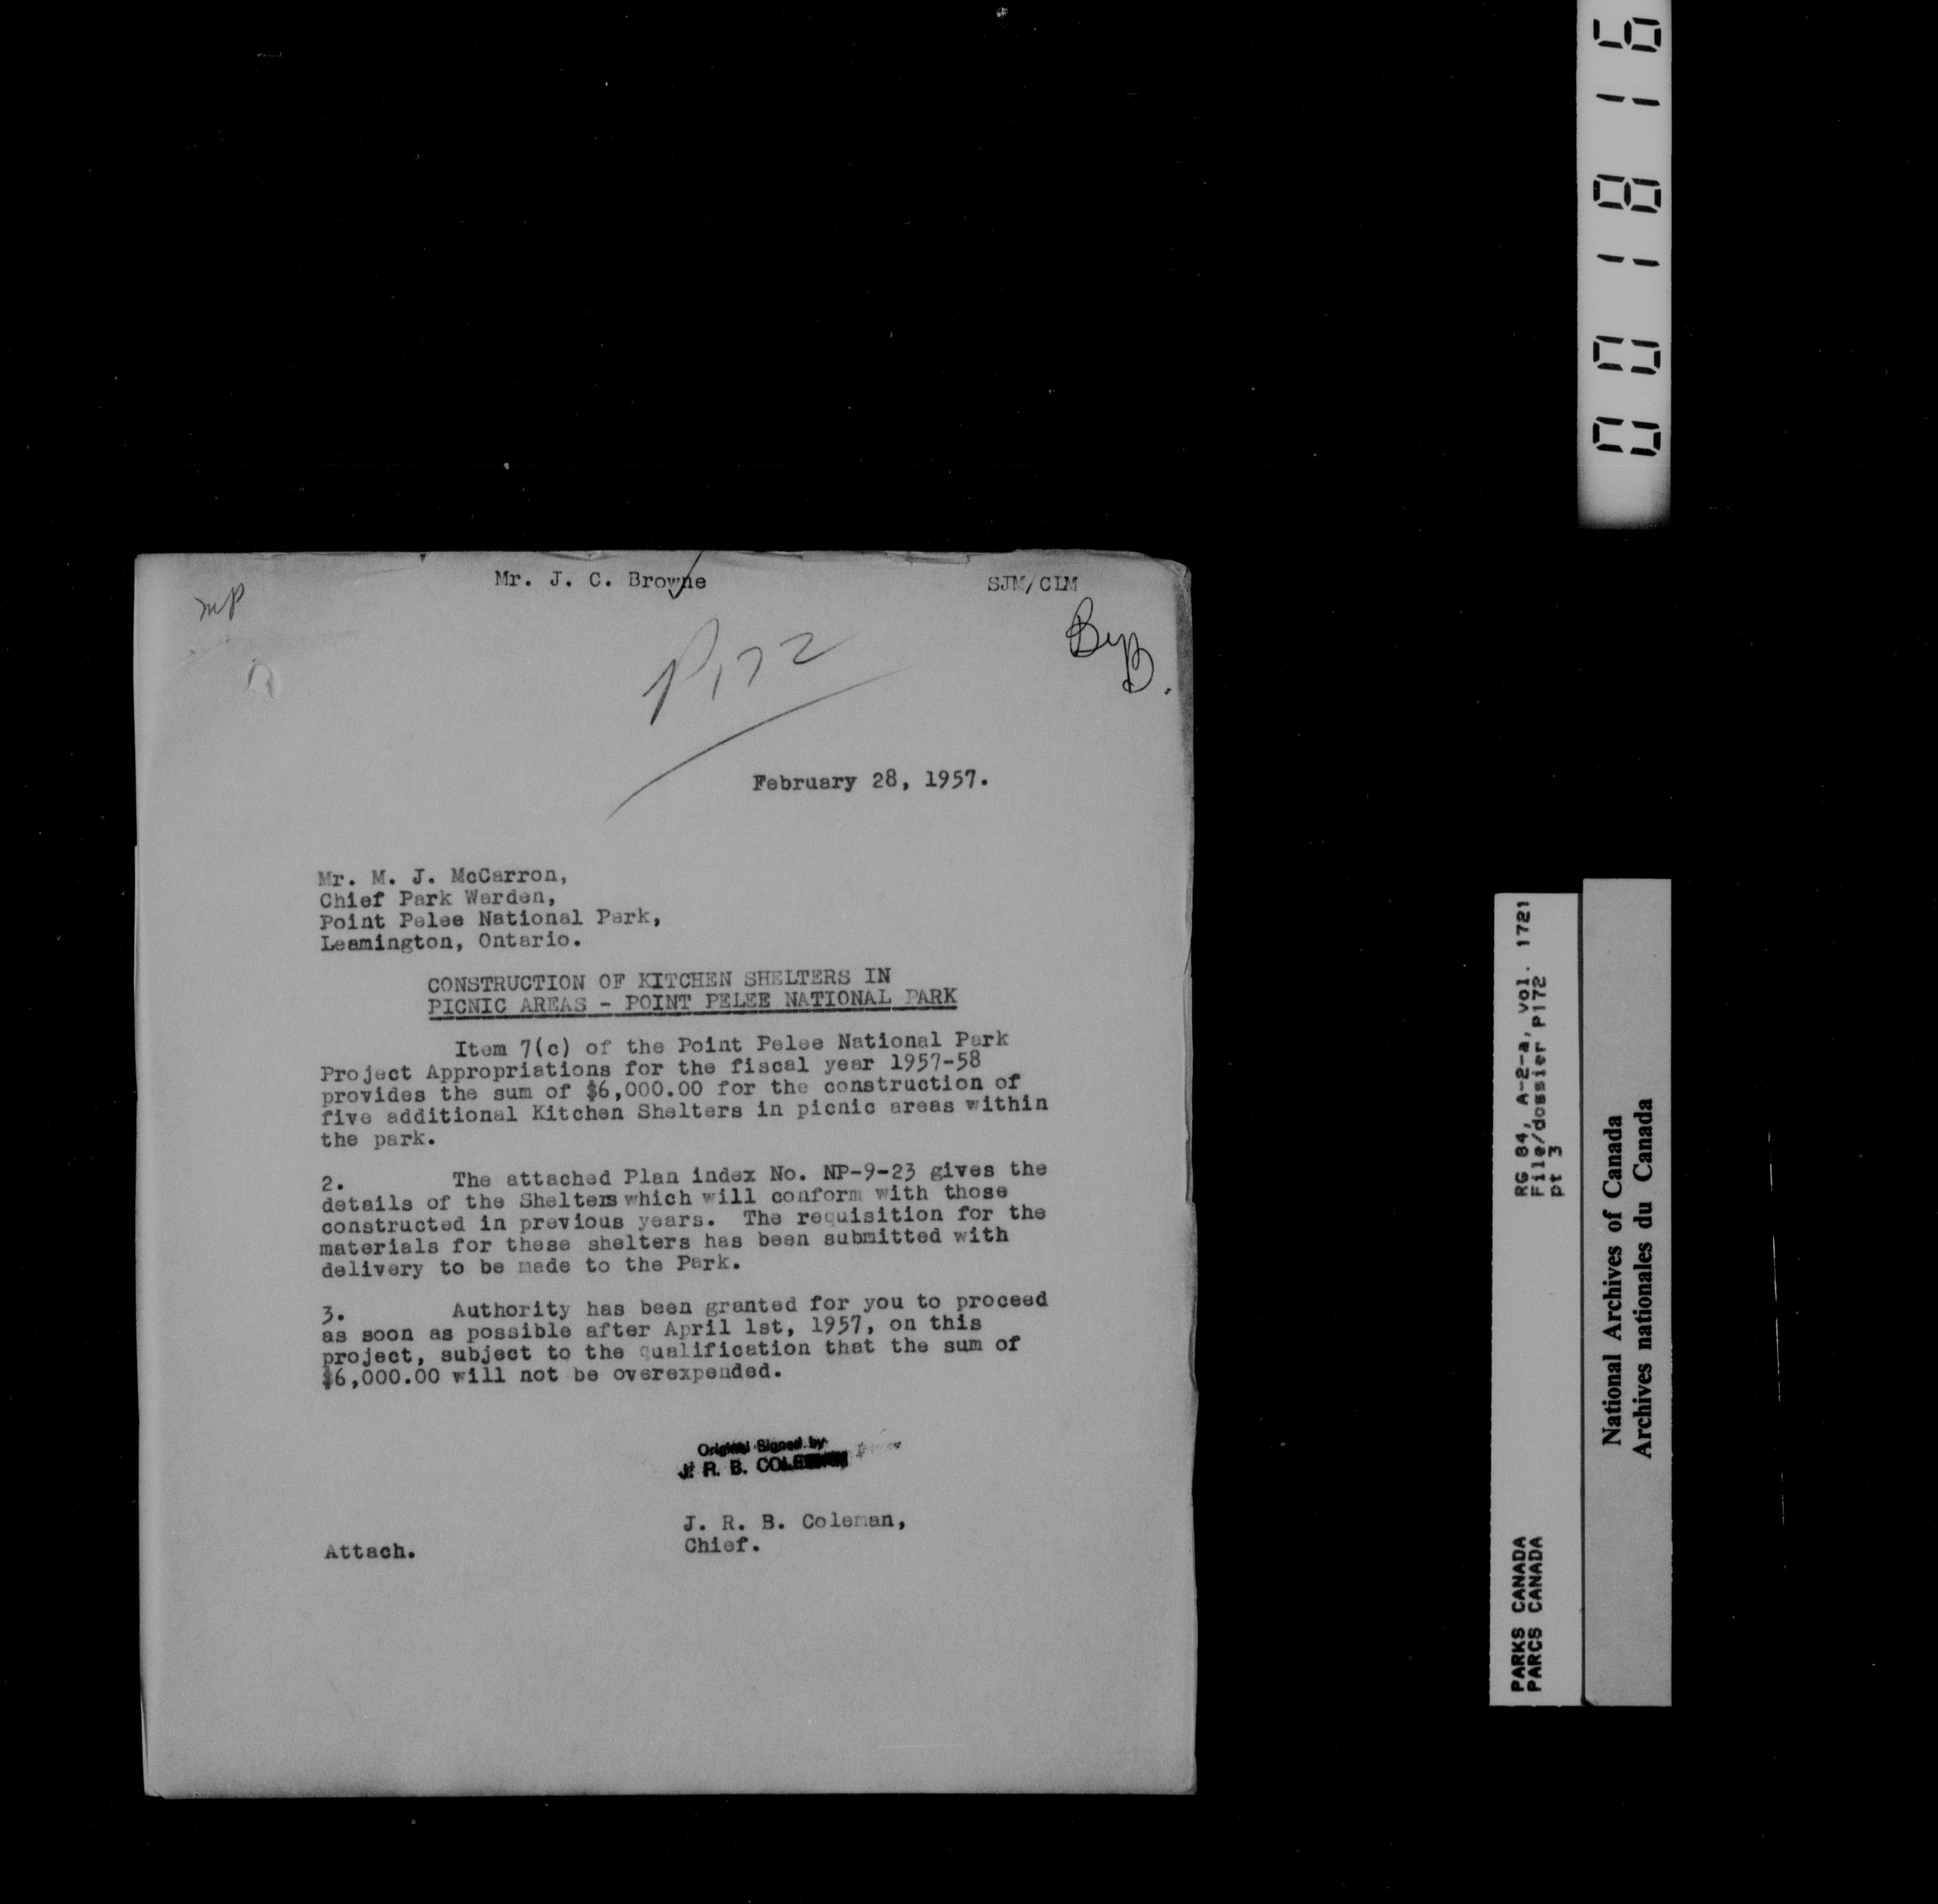 Mr. J. C. Browne
SJM/CLM
mP
P172
February 28, 1957.
Mr. M. J. McCarron,
Chief Park Warden,
Point Pelee National Park,
Leamington, Ontario.
CONSTRUCTION OF KITCHEN SHELTERS IN
PICNIC AREAS - POINT PELEE NATIONAL PARK
Item 7(c) of the Point Pelee National Park
Project Appropriations for the fiscal year 1957-58
provides the sum of $6,000.00 for the construction of
five additional Kitchen Shelters in picnic areas within
the park.
2. The attached Plan index No. NP-9-23 gives the
details of the Shelters which will conform with those
constructed in previous years. The requisition for the
materials for these shelters has been submitted with
delivery to be made to the Park.
3. Authority has been granted for you to proceed
as soon as possible after April 1st, 1957, on this
project, subject to the qualification that the sum of
$6,000.00 will not be overexpended.
Original Signed by
J. R. B. COLEMAN
J. R. B. Coleman,
Chief.
Attach.
001816
RG 84, A-2-a, vol. 1721
File/dossier P172
pt 3
PARKS CANADA
PARCS CANADA
National Archives of Canada
Archives nationales du Canada